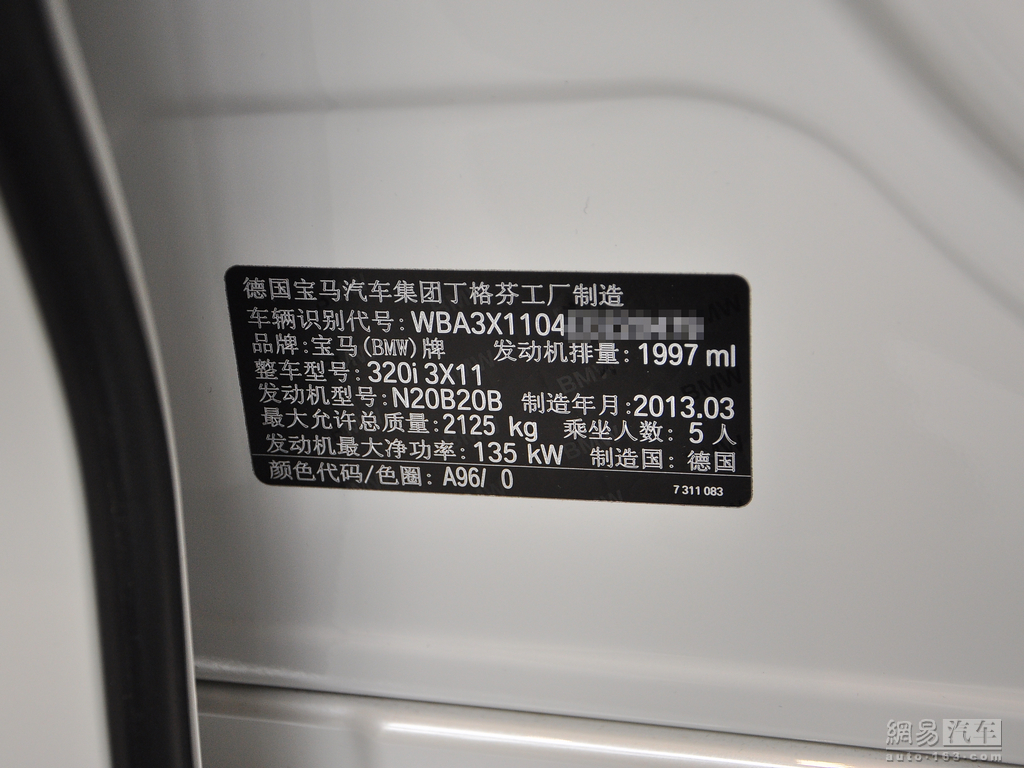 德国宝马汽车集团丁格芬工厂制造
车辆识别代号: WBA3X1104
品牌: 宝马(BMW)牌 发动机排量: 1997 ml
整车型号: 320i 3X11
发动机型号: N20B20B 制造年月: 2013.03
最大允许总质量: 2125 kg 乘坐人数: 5 人
发动机最大净功率: 135 kW 制造国: 德国
颜色代码/色圈: A96/ 0 7 311 083
網易 汽车
auto.163.com